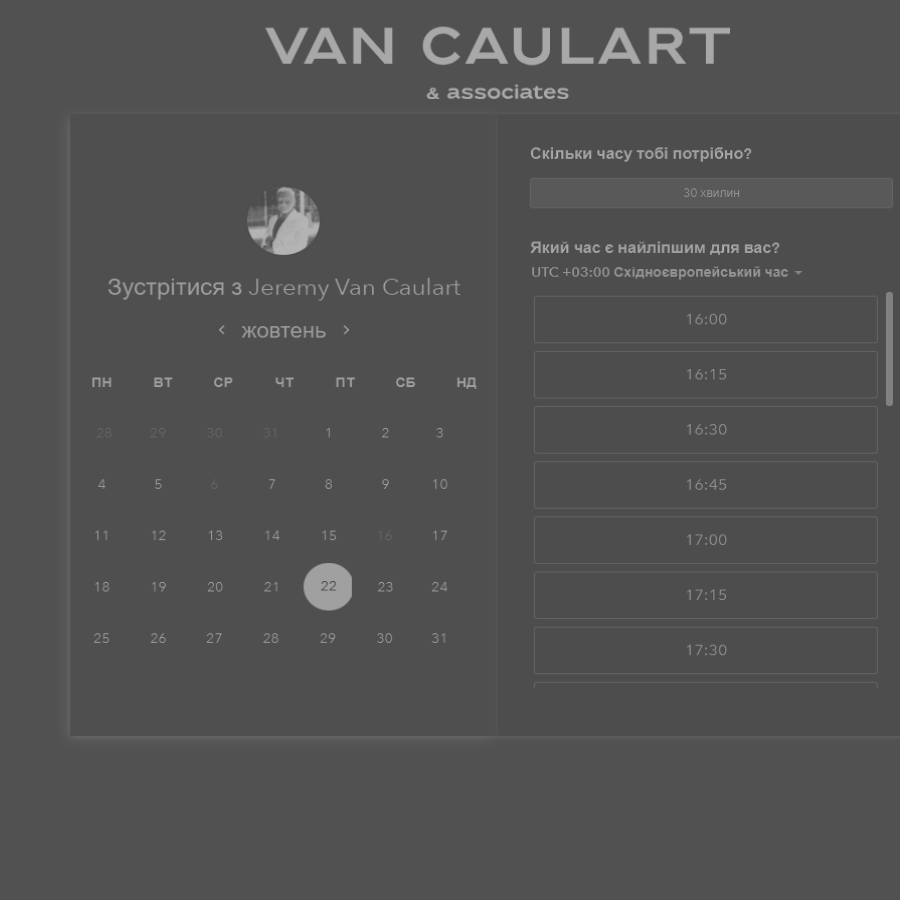 VAN CAULART
& associates
Зустрітися з Jeremy Van Caulart
жовтень
ПН ВТ СР ЧТ ПТ СБ НД
28 29 30 31 1 2 3
4 5 6 7 8 9 10
11 12 13 14 15 16 17
18 19 20 21 22 23 24
25 26 27 28 29 30 31
Скільки часу тобі потрібно?
30 хвилин
Який час є найліпшим для вас?
UTC +03:00 Східноєвропейський час
16:00
16:15
16:30
16:45
17:00
17:15
17:30